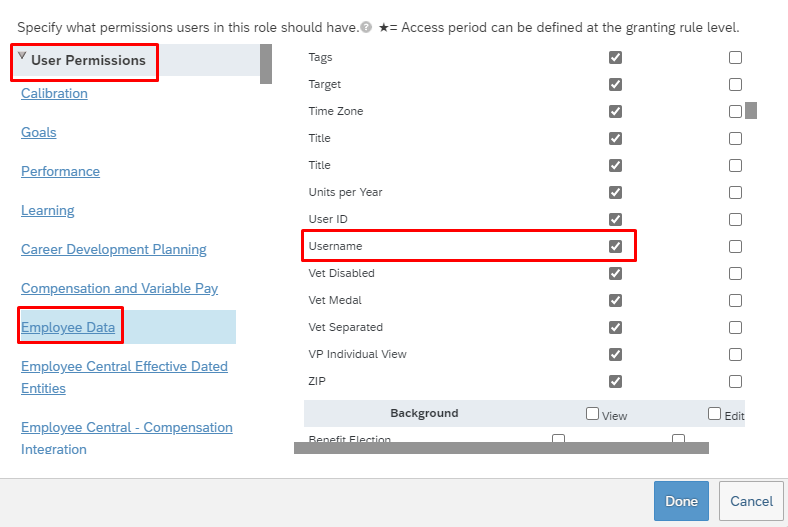 Specify what permissions users in this role should have. ? ★= Access period can be defined at the granting rule level.
User Permissions
Calibration
Goals
Performance
Learning
Career Development Planning
Compensation and Variable Pay
Employee Data
Employee Central Effective Dated
Entities
Employee Central - Compensation
Integration
Tags
Target
Time Zone
Title
Title
Units per Year
User ID
Username
Vet Disabled
Vet Medal
Vet Separated
VP Individual View
ZIP
Background View Edit
Benefit Election
Done Cancel